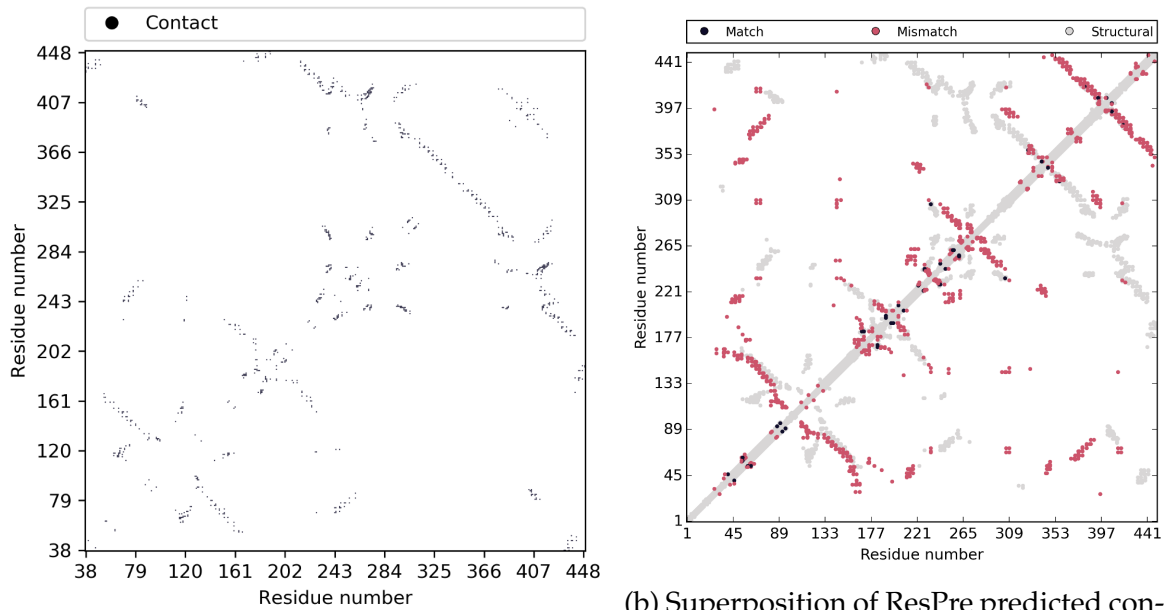 Contact
448
407
366
325
284
243
202
161
120
79
38
38 79 120 161 202 243 284 325 366 407 448
Residue number
Residue number
Match Mismatch Structural
441
397
353
309
265
221
177
133
89
45
1
1 45 89 133 177 221 265 309 353 397 441
Residue number
Residue number
(b) Superposition of ResPre predicted con-